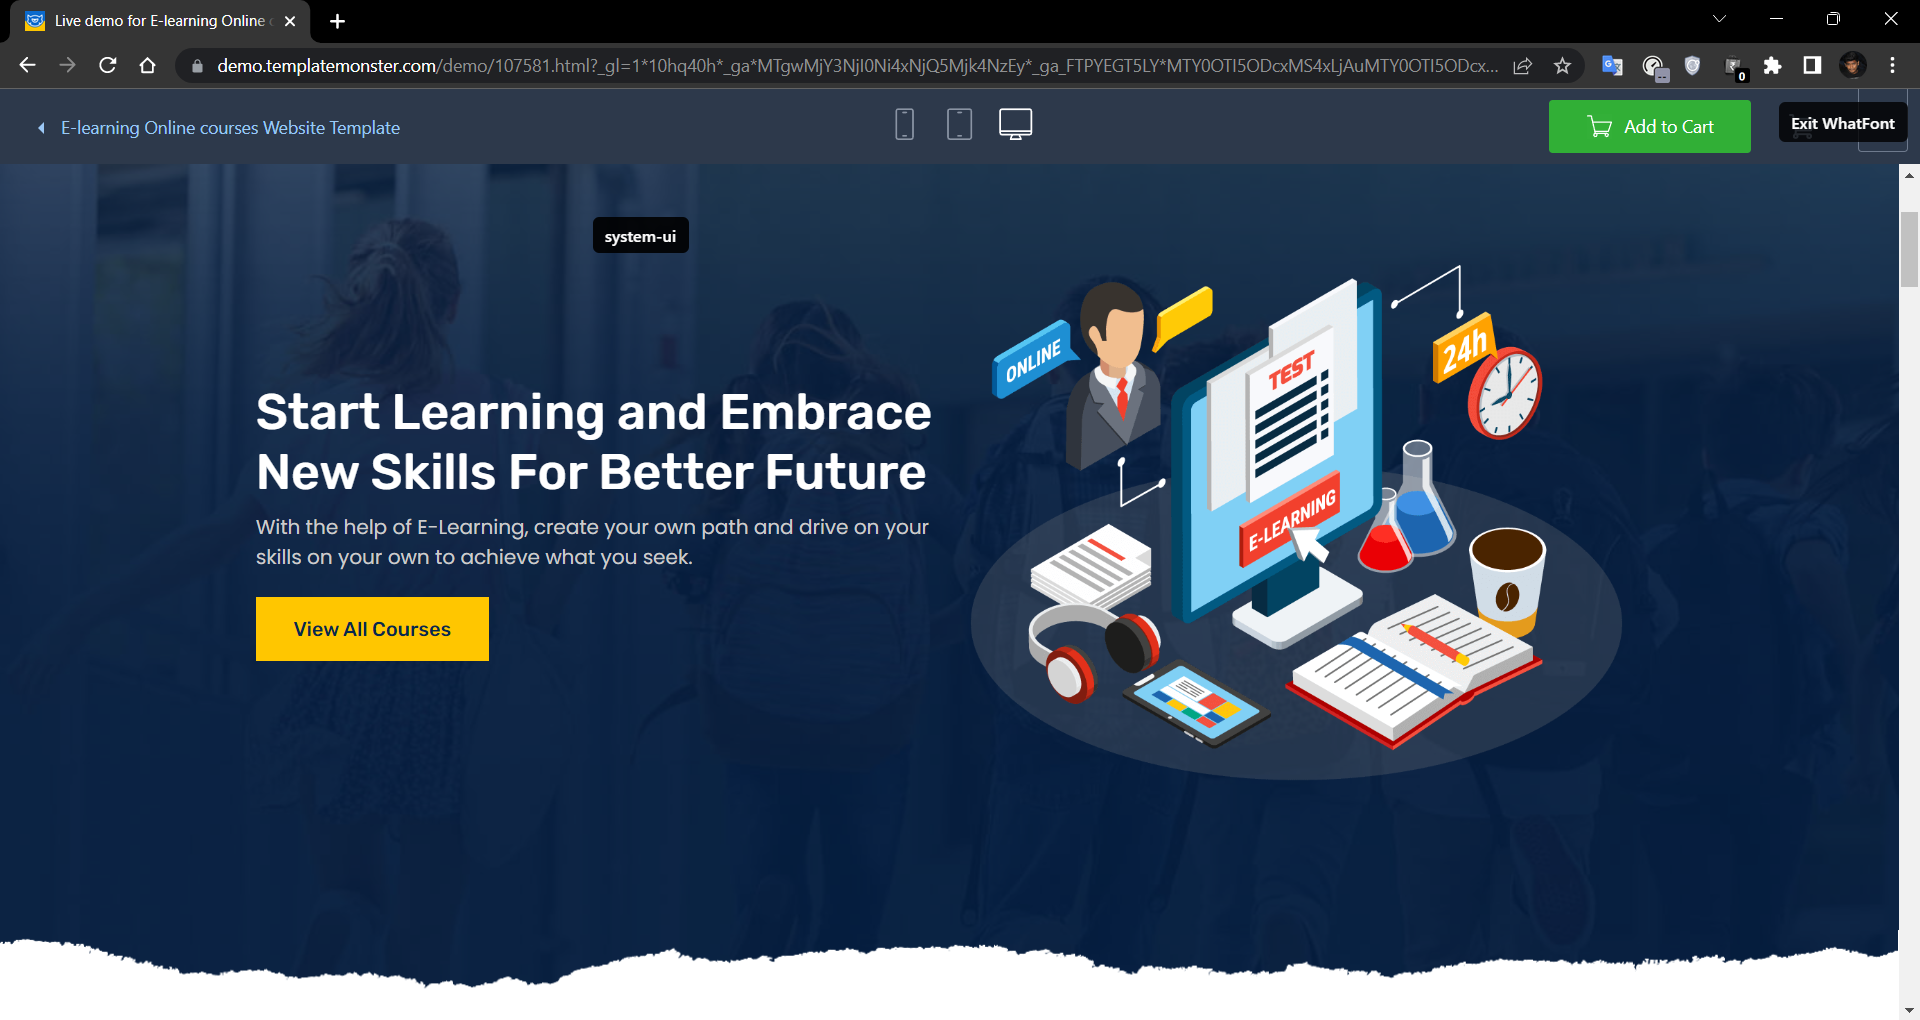 Live demo for E-learning Online
demo.templatemonster.com/demo/107581.html?_gl=1*10hq40h*_ga*MTgwMjY3NjI0Ni4xNjQ5Mjk4NzEy*_ga_FTPYEGT5LY*MTY0OTI5ODcxMS4xLjAuMTY0OTI5ODcx...
0
E-learning Online courses Website Template
Add to Cart
Exit WhatFont
system-ui
Start Learning and Embrace
New Skills For Better Future
With the help of E-Learning, create your own path and drive on your
skills on your own to achieve what you seek.
View All Courses
ONLINE
TEST
24h
E-LEARNING